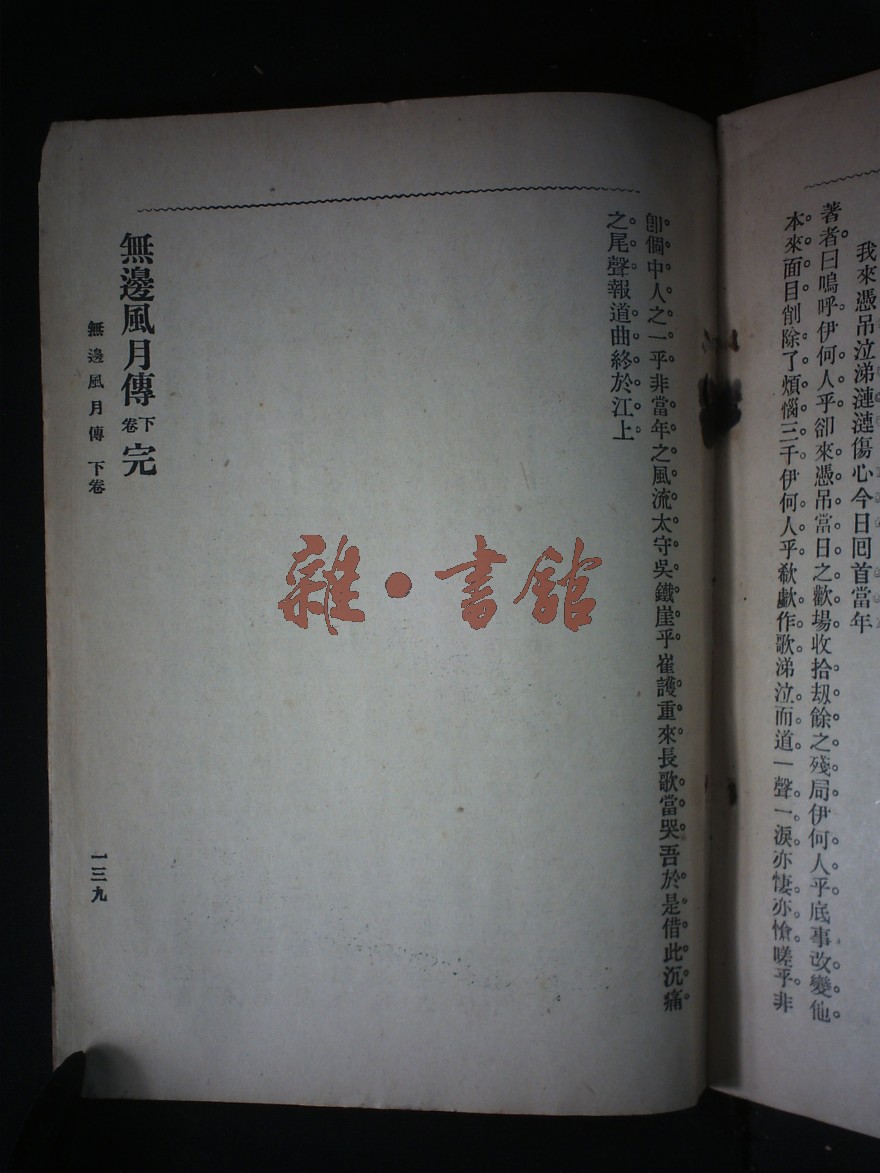 我來憑吊泣涕漣漣傷心今日回首當年
著者曰嗚呼伊何人乎卻來憑吊當日之歡場收拾刼餘之殘局伊何人乎底事改變他
本來面目削除了煩惱三千伊何人乎欷歔作歌涕泣而道一聲一淚亦悽亦愴嗟乎非
卽個中人之一乎非當年之風流太守吳鐵崖乎崔護重來長歌當哭吾於是借此沉痛
之尾聲報道曲終於江上
無邊風月傳下卷完
無邊風月傳 下卷
一三九
雜·書館